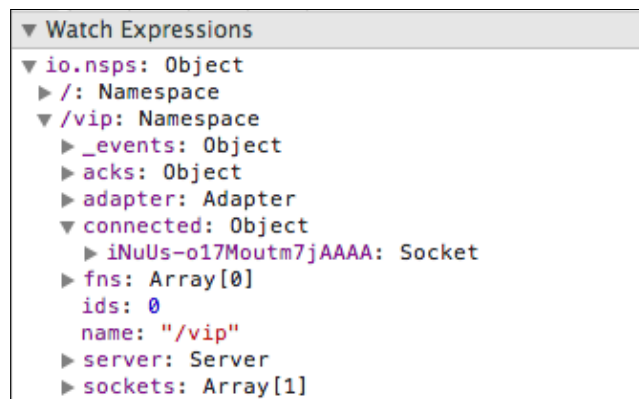 Watch Expressions
io.nsps: Object
/: Namespace
/vip: Namespace
_events: Object
acks: Object
adapter: Adapter
connected: Object
iNuUs-o17Moutm7jAAAA: Socket
fns: Array[0]
ids: 0
name: "/vip"
server: Server
sockets: Array[1]